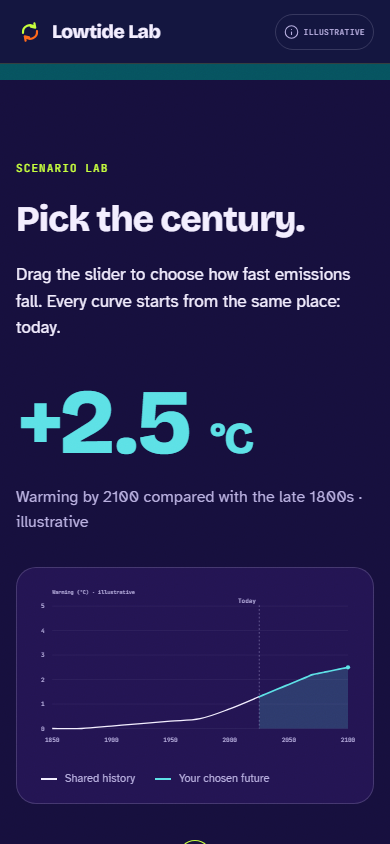 Lowtide Lab
ILLUSTRATIVE
SCENARIO LAB
Pick the century.
Drag the slider to choose how fast emissions
fall. Every curve starts from the same place:
today.
+2.5 °C
Warming by 2100 compared with the late 1800s ·
illustrative
Warming (°C) · illustrative
Today
5
4
3
2
1
0
1850 1900 1950 2000 2050 2100
Shared history Your chosen future